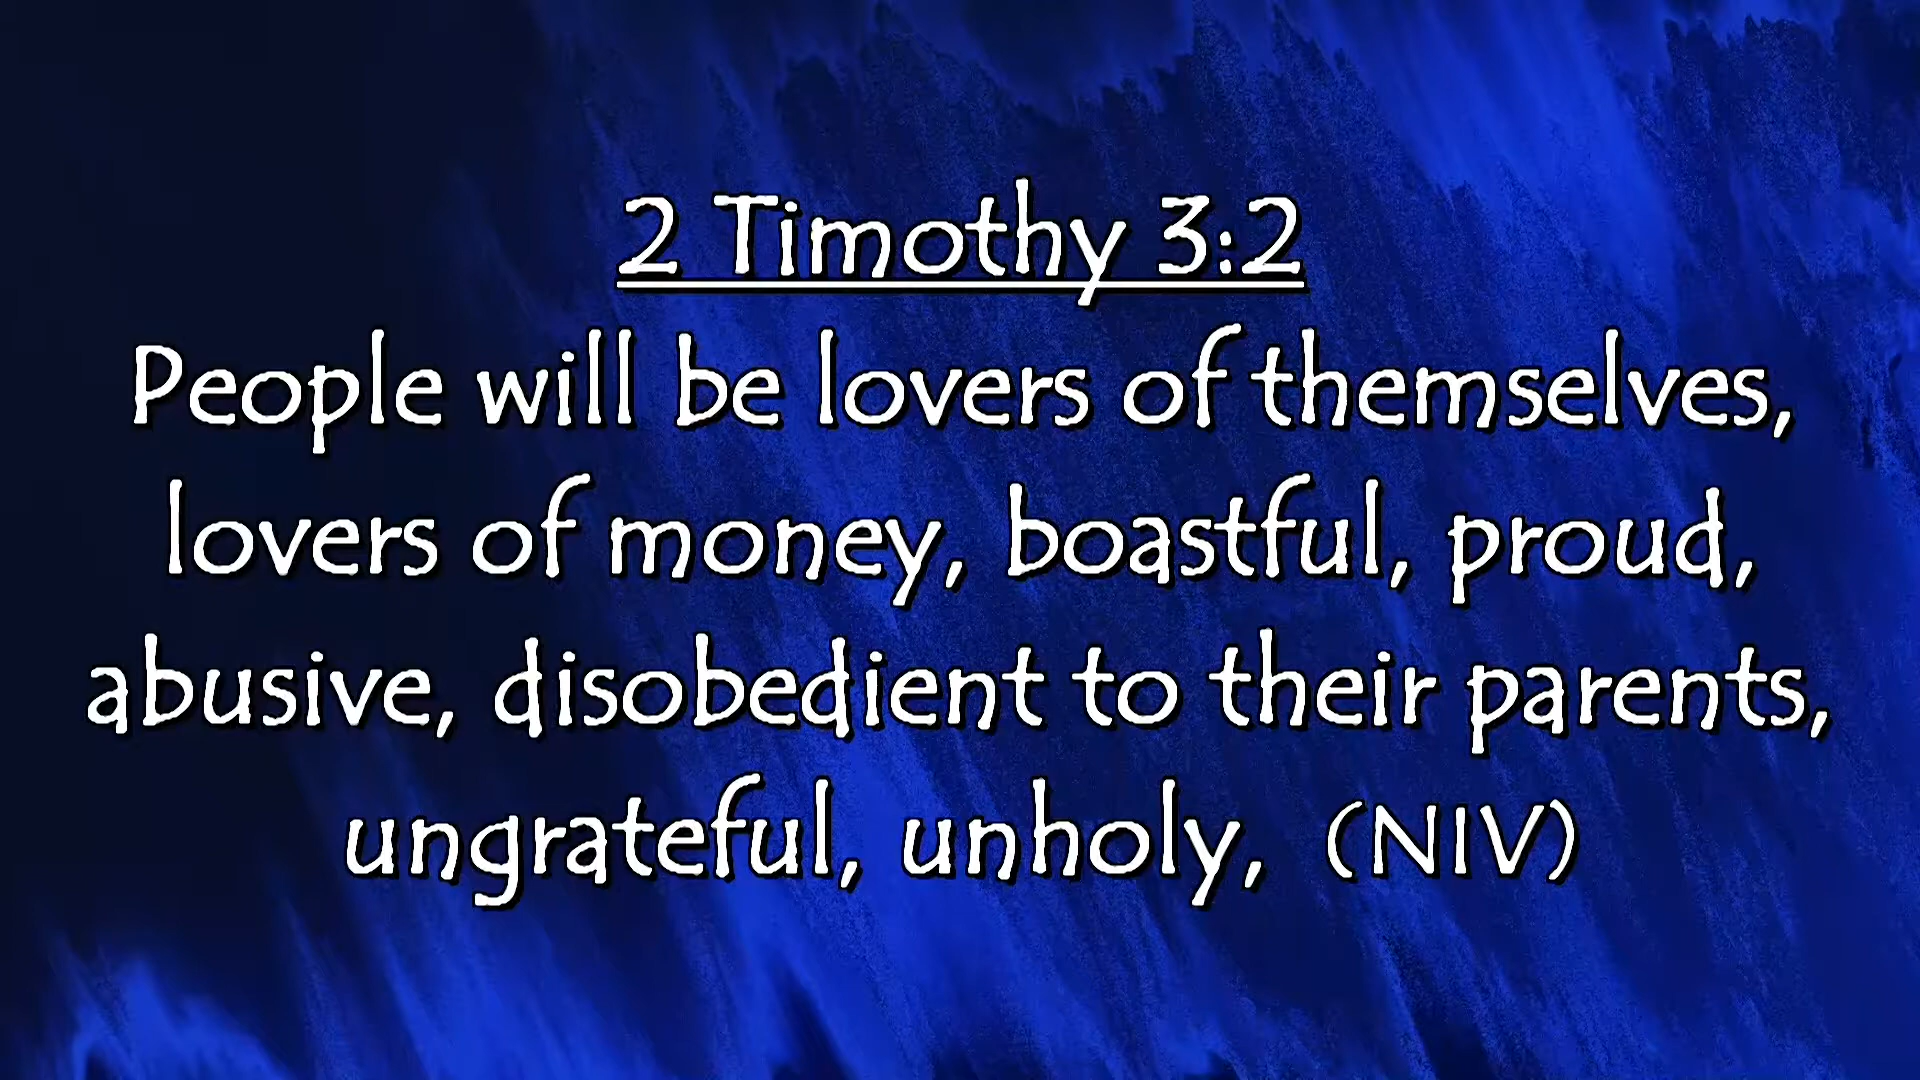 2 Timothy 3:2
People will be lovers of themselves,
lovers of money, boastful, proud,
abusive, disobedient to their parents,
ungrateful, unholy, (NIV)